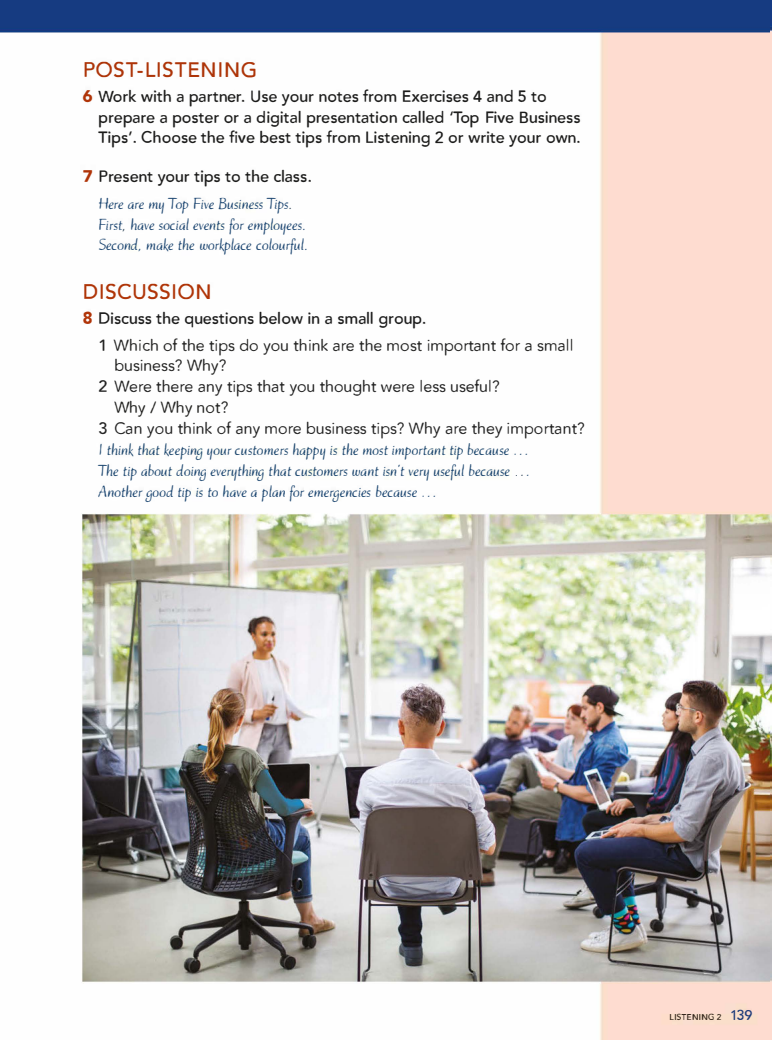 POST-LISTENING
6 Work with a partner. Use your notes from Exercises 4 and 5 to
prepare a poster or a digital presentation called ‘Top Five Business
Tips’. Choose the five best tips from Listening 2 or write your own.
7 Present your tips to the class.
Here are my Top Five Business Tips.
First, have social events for employees.
Second, make the workplace colourful.
DISCUSSION
8 Discuss the questions below in a small group.
1 Which of the tips do you think are the most important for a small
business? Why?
2 Were there any tips that you thought were less useful?
Why / Why not?
3 Can you think of any more business tips? Why are they important?
I think that keeping your customers happy is the most important tip because ...
The tip about doing everything that customers want isn’t very useful because ...
Another good tip is to have a plan for emergencies because ...
LISTENING 2 139